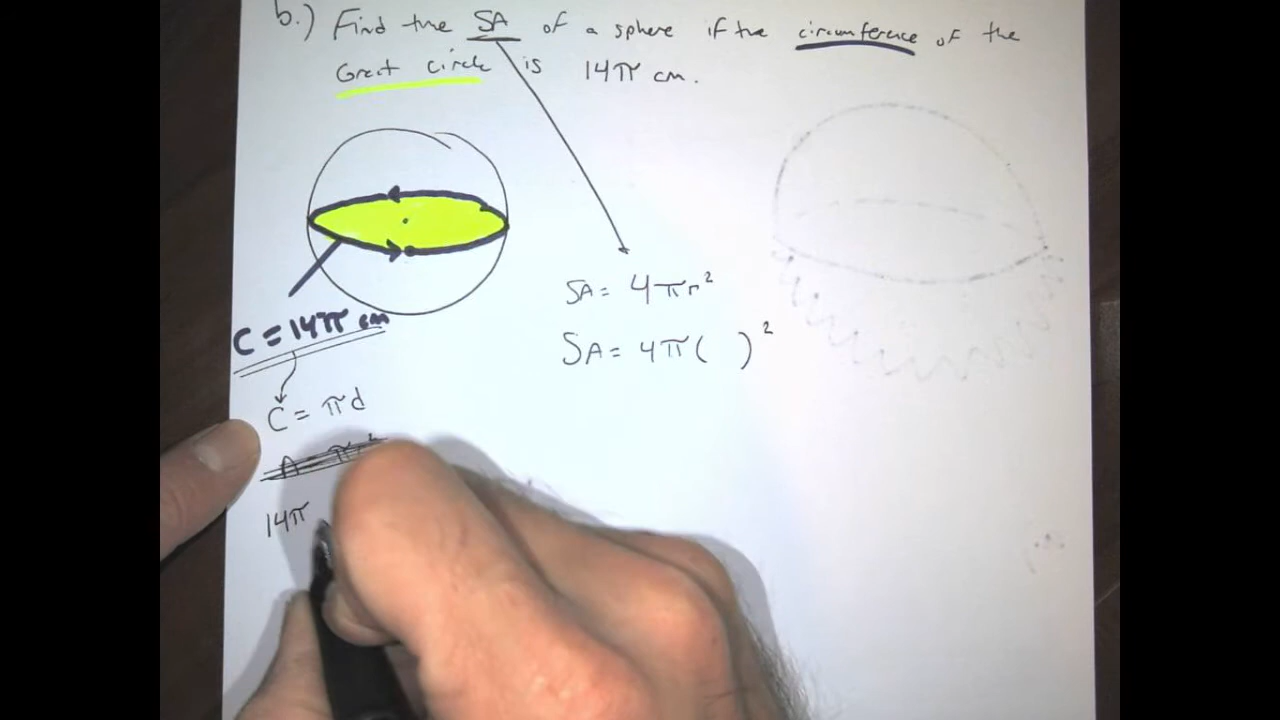 b.) Find the SA of a sphere if the circumference of the
Great circle is 14π cm.
C = 14π cm
C = πd
A = πr²
14π
SA = 4πr²
SA = 4π( )²